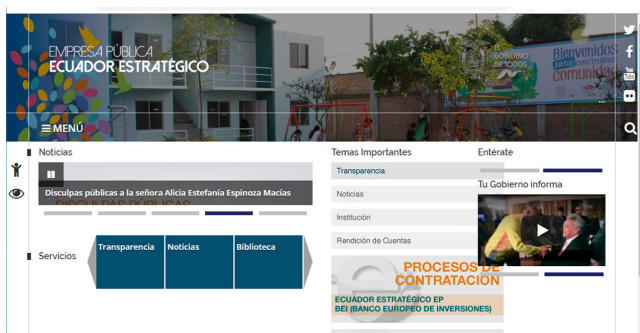 EMPRESA PÚBLICA
ECUADOR ESTRATÉGICO
GOBIERNO
DE TODOS
Bienvenidos
juntos construimos
comunidad
...
MENÚ
Noticias
Disculpas públicas a la señora Alicia Estefanía Espinoza Macías
DISCULPAS PÚBLICAS
Servicios
Transparencia
Noticias
Biblioteca
Temas Importantes
Transparencia
Noticias
Institución
Rendición de Cuentas
PROCESOS DE
CONTRATACION
ECUADOR ESTRATÉGICO EP
BEI (BANCO EUROPEO DE INVERSIONES)
Entérate
Tu Gobierno informa